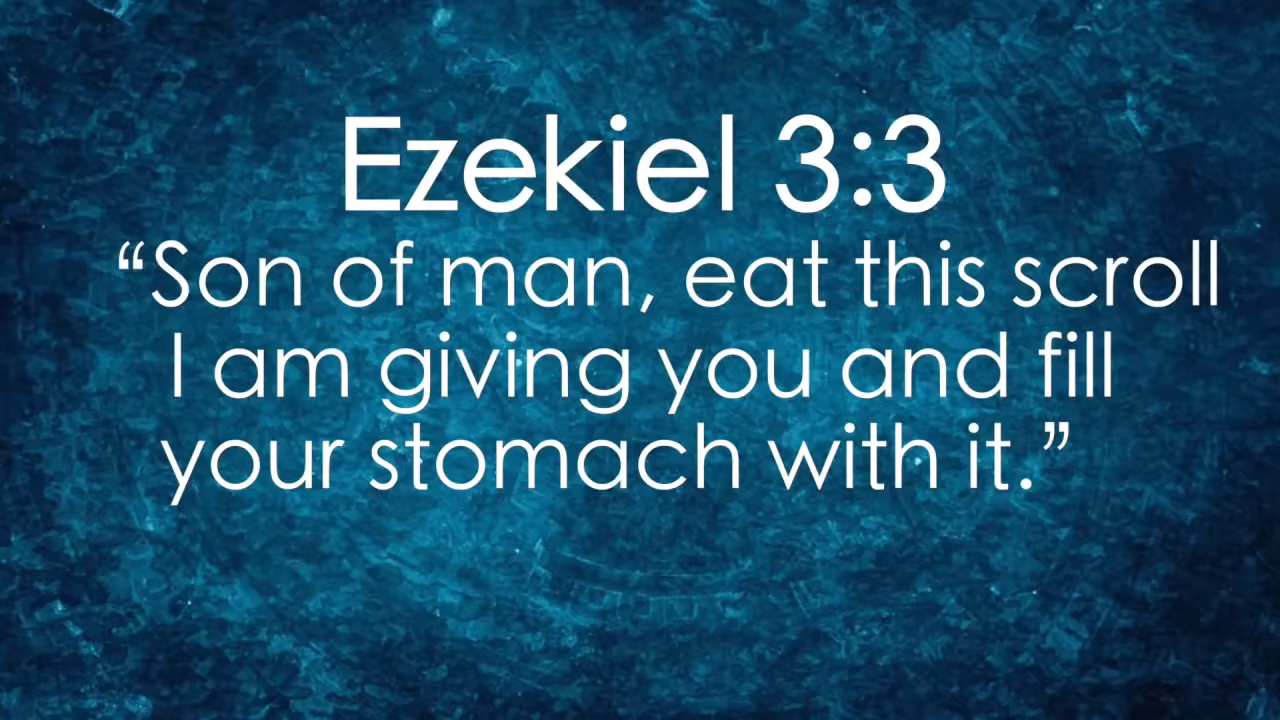 Ezekiel 3:3
“Son of man, eat this scroll
I am giving you and fill
your stomach with it.”